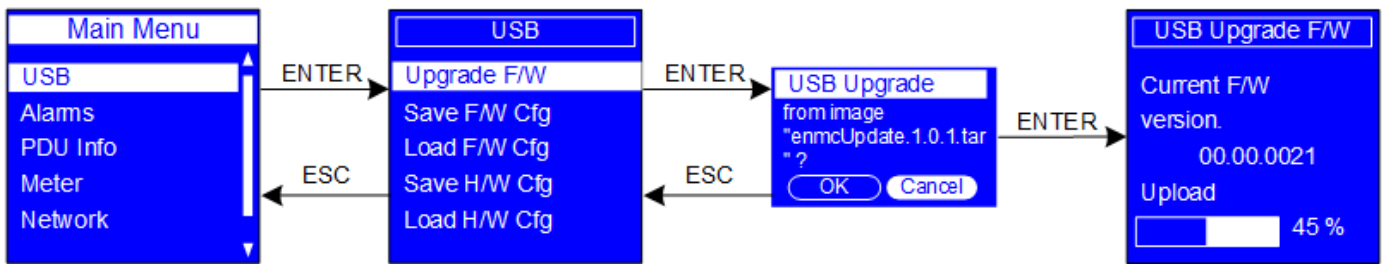 Main Menu
USB
Alarms
PDU Info
Meter
Network
ENTER
ESC
USB
Upgrade F/W
Save F/W Cfg
Load F/W Cfg
Save H/W Cfg
Load H/W Cfg
ENTER
ESC
USB Upgrade
from image
"enmcUpdate.1.0.1.tar
" ?
OK Cancel
ENTER
USB Upgrade F/W
Current F/W
version.
00.00.0021
Upload
45 %